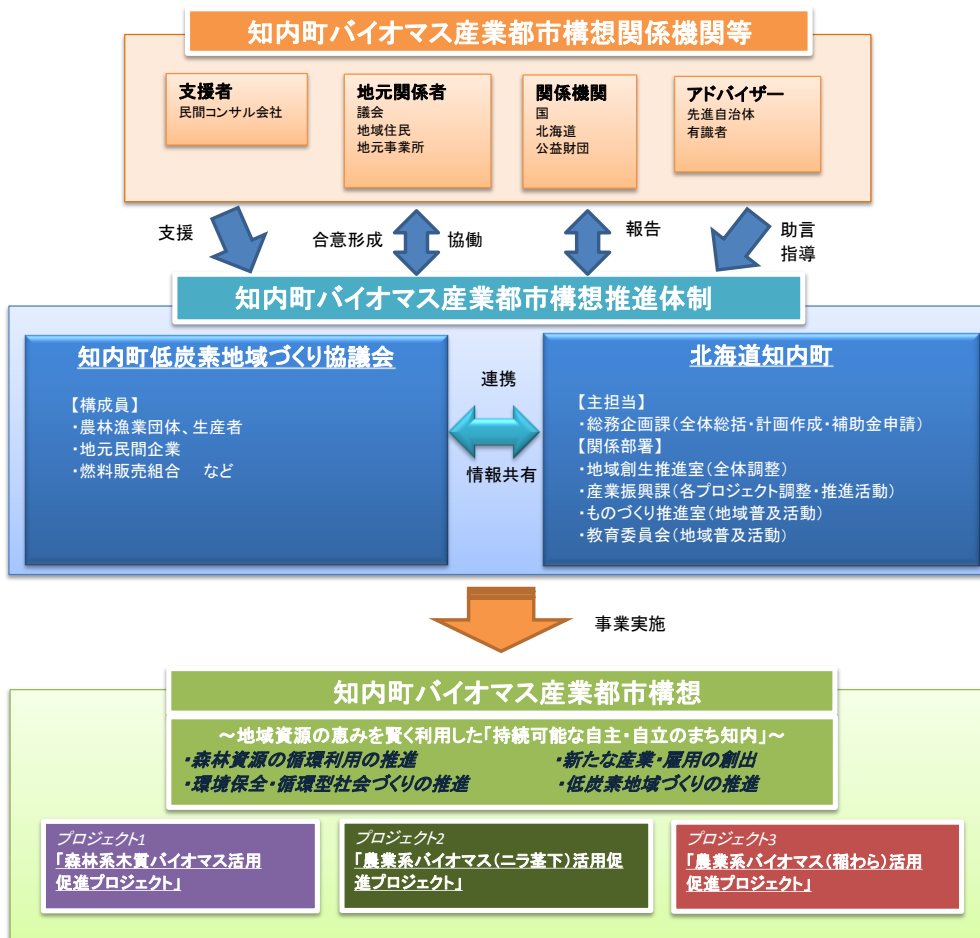 知内町バイオマス産業都市構想関係機関等
支援者
民間コンサル会社
地元関係者
議会
地域住民
地元事業所
関係機関
国
北海道
公益財団
アドバイザー
先進自治体
有識者
支援
合意形成
協働
報告
助言
指導
知内町バイオマス産業都市構想推進体制
知内町低炭素地域づくり協議会
【構成員】
・農林漁業団体、生産者
・地元民間企業
・燃料販売組合　など
連携
情報共有
北海道知内町
【主担当】
・総務企画課(全体総括・計画作成・補助金申請)
【関係部署】
・地域創生推進室(全体調整)
・産業振興課(各プロジェクト調整・推進活動)
・ものづくり推進室(地域普及活動)
・教育委員会(地域普及活動)
事業実施
知内町バイオマス産業都市構想
～地域資源の恵みを賢く利用した「持続可能な自主・自立のまち知内」～
・森林資源の循環利用の推進
・新たな産業・雇用の創出
・環境保全・循環型社会づくりの推進
・低炭素地域づくりの推進
プロジェクト1
「森林系木質バイオマス活用
促進プロジェクト」
プロジェクト2
「農業系バイオマス(ニラ茎下)活用促
進プロジェクト」
プロジェクト3
「農業系バイオマス(稲わら)活用
促進プロジェクト」